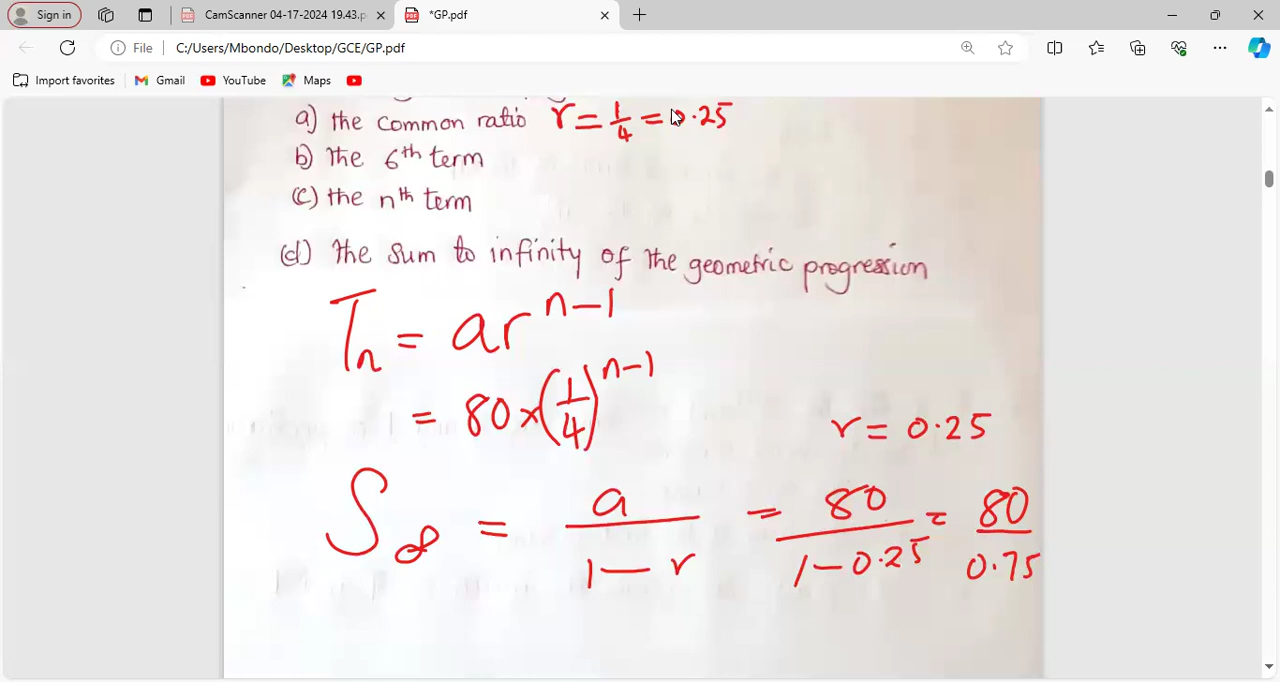 Sign in
CamScanner 04-17-2024 19.43.p
*GP.pdf
File
C:/Users/Mbondo/Desktop/GCE/GP.pdf
Import favorites
Gmail
YouTube
Maps
a) the common ratio r = 1/4 = 0.25
b) the 6th term
(c) the nth term
(d) the sum to infinity of the geometric progression
Tn = ar^n-1
= 80 × (1/4)^n-1
r = 0.25
S∞ = a/1-r = 80/1-0.25 = 80/0.75